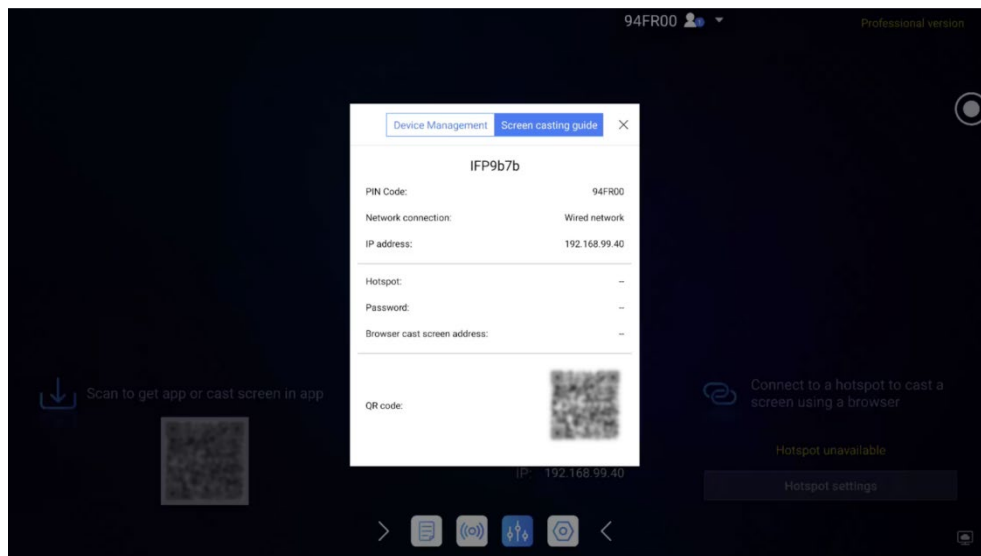 94FR00
Professional version
Device Management
Screen casting guide
IFP9b7b
PIN Code: 94FR00
Network connection: Wired network
IP address: 192.168.99.40
Hotspot: –
Password: –
Browser cast screen address: –
QR code:
Scan to get app or cast screen in app
Connect to a hotspot to cast a
screen using a browser
Hotspot unavailable
Hotspot settings
IP: 192.168.99.40